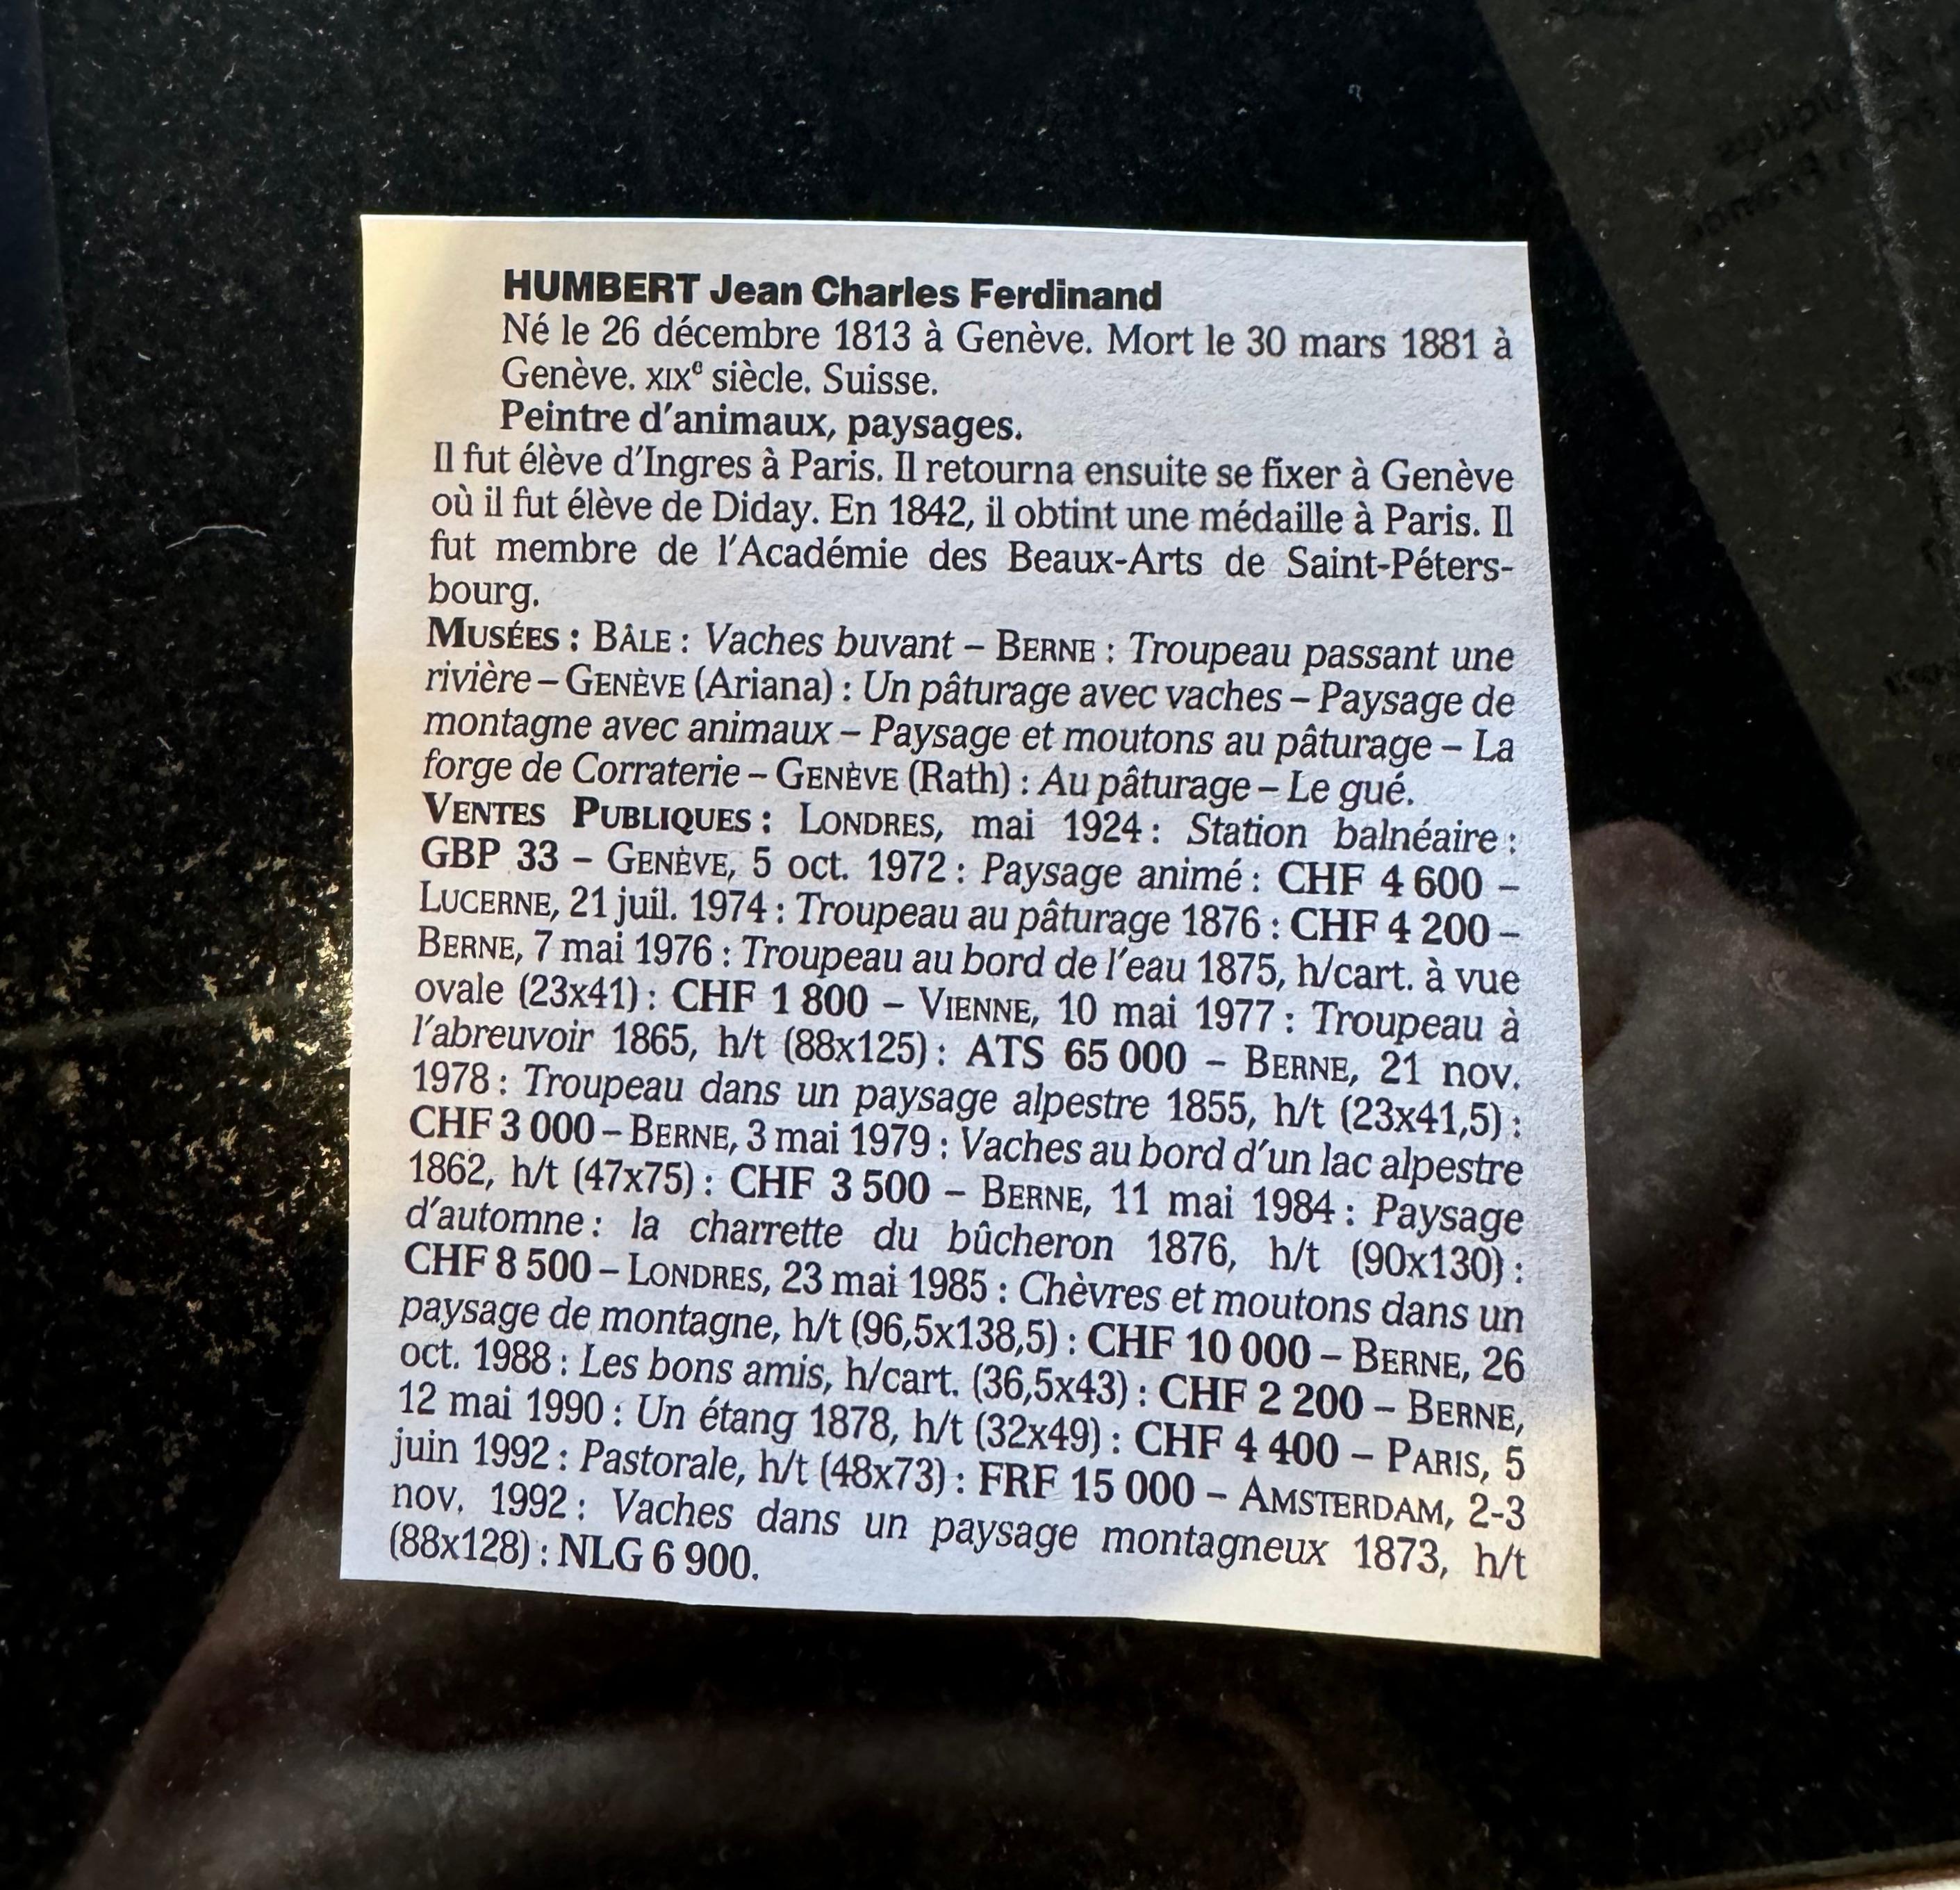 HUMBERT Jean Charles Ferdinand
Né le 26 décembre 1813 à Genève. Mort le 30 mars 1881 à
Genève. XIXe siècle. Suisse.
Peintre d'animaux, paysages.
Il fut élève d'Ingres à Paris. Il retourna ensuite se fixer à Genève
où il fut élève de Diday. En 1842, il obtint une médaille à Paris. Il
fut membre de l'Académie des Beaux-Arts de Saint-Péters-
bourg.
MUSÉES : BÂLE : Vaches buvant – BERNE : Troupeau passant une
rivière – GENÈVE (Ariana) : Un pâturage avec vaches – Paysage de
montagne avec animaux – Paysage et moutons au pâturage – La
forge de Corraterie – GENÈVE (Rath) : Au pâturage – Le gué.
VENTES PUBLIQUES : LONDRES, mai 1924 : Station balnéaire :
GBP 33 – GENÈVE, 5 oct. 1972 : Paysage animé : CHF 4 600 –
LUCERNE, 21 juil. 1974 : Troupeau au pâturage 1876 : CHF 4 200 –
BERNE, 7 mai 1976 : Troupeau au bord de l'eau 1875, h/cart. à vue
ovale (23x41) : CHF 1 800 – VIENNE, 10 mai 1977 : Troupeau à
l'abreuvoir 1865, h/t (88x125) : ATS 65 000 – BERNE, 21 nov.
1978 : Troupeau dans un paysage alpestre 1855, h/t (23x41,5) :
CHF 3 000 – BERNE, 3 mai 1979 : Vaches au bord d'un lac alpestre
1862, h/t (47x75) : CHF 3 500 – BERNE, 11 mai 1984 : Paysage
d'automne : la charrette du bûcheron 1876, h/t (90x130) :
CHF 8 500 – LONDRES, 23 mai 1985 : Chèvres et moutons dans un
paysage de montagne, h/t (96,5x138,5) : CHF 10 000 – BERNE, 26
oct. 1988 : Les bons amis, h/cart. (36,5x43) : CHF 2 200 – BERNE,
12 mai 1990 : Un étang 1878, h/t (32x49) : CHF 4 400 – PARIS, 5
juin 1992 : Pastorale, h/t (48x73) : FRF 15 000 – AMSTERDAM, 2-3
nov. 1992 : Vaches dans un paysage montagneux 1873, h/t
(88x128) : NLG 6 900.